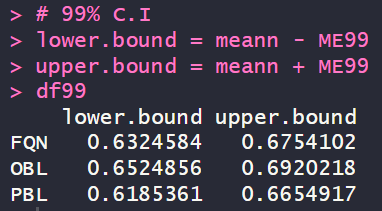 > # 99% C.I
> lower.bound = meann - ME99
> upper.bound = meann + ME99
> df99
lower.bound upper.bound
FQN 0.6324584 0.6754102
OBL 0.6524856 0.6920218
PBL 0.6185361 0.6654917